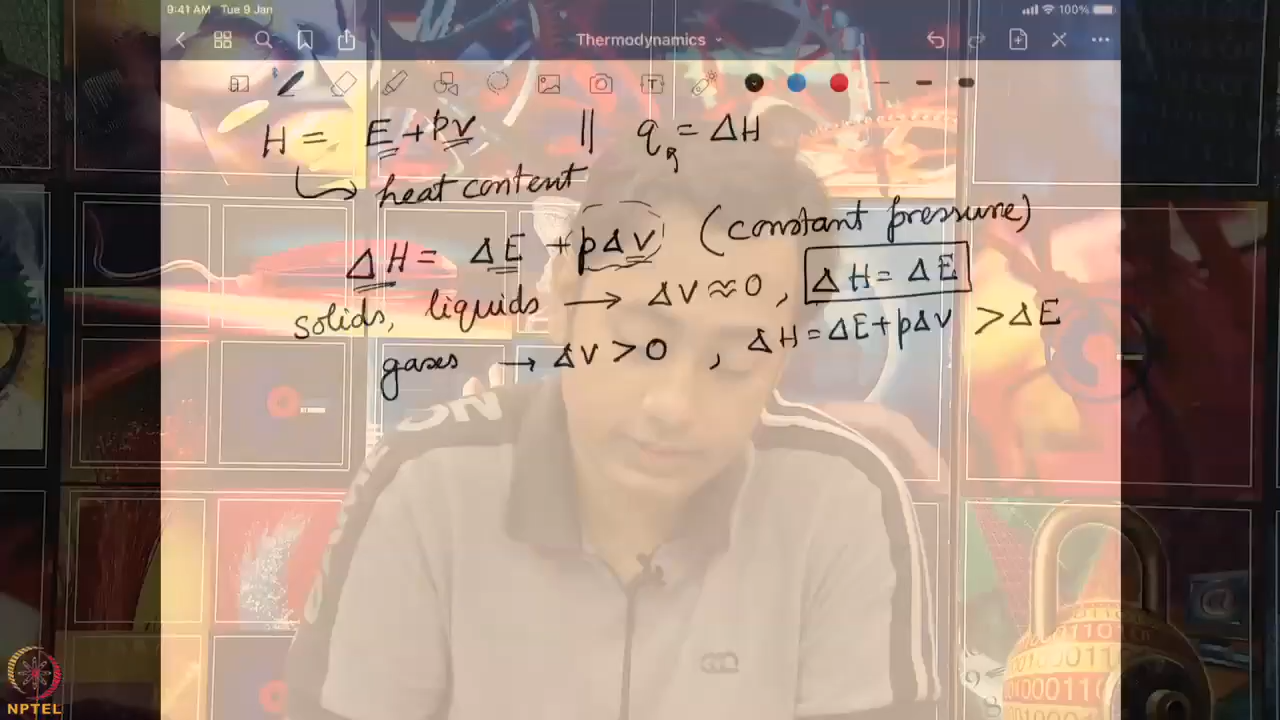 9:41 AM Tue 9 Jan 100%
Thermodynamics
H = E + PV || q = ΔH
↳ heat content
ΔH = ΔE + pΔV (constant pressure)
solids, liquids → ΔV ≈ 0, ΔH = ΔE
gases → ΔV > 0, ΔH = ΔE + pΔV > ΔE
NPTEL